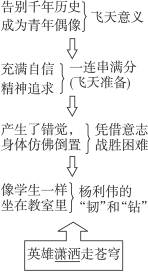 告别千年历史
成为青年偶像
飞天意义
充满自信
精神追求
一连串满分
(飞天准备)
产生了错觉，
身体仿佛倒置
凭借意志
战胜困难
像学生一样
坐在教室里
杨利伟的
“韧”和“钻”
英雄潇洒走苍穹